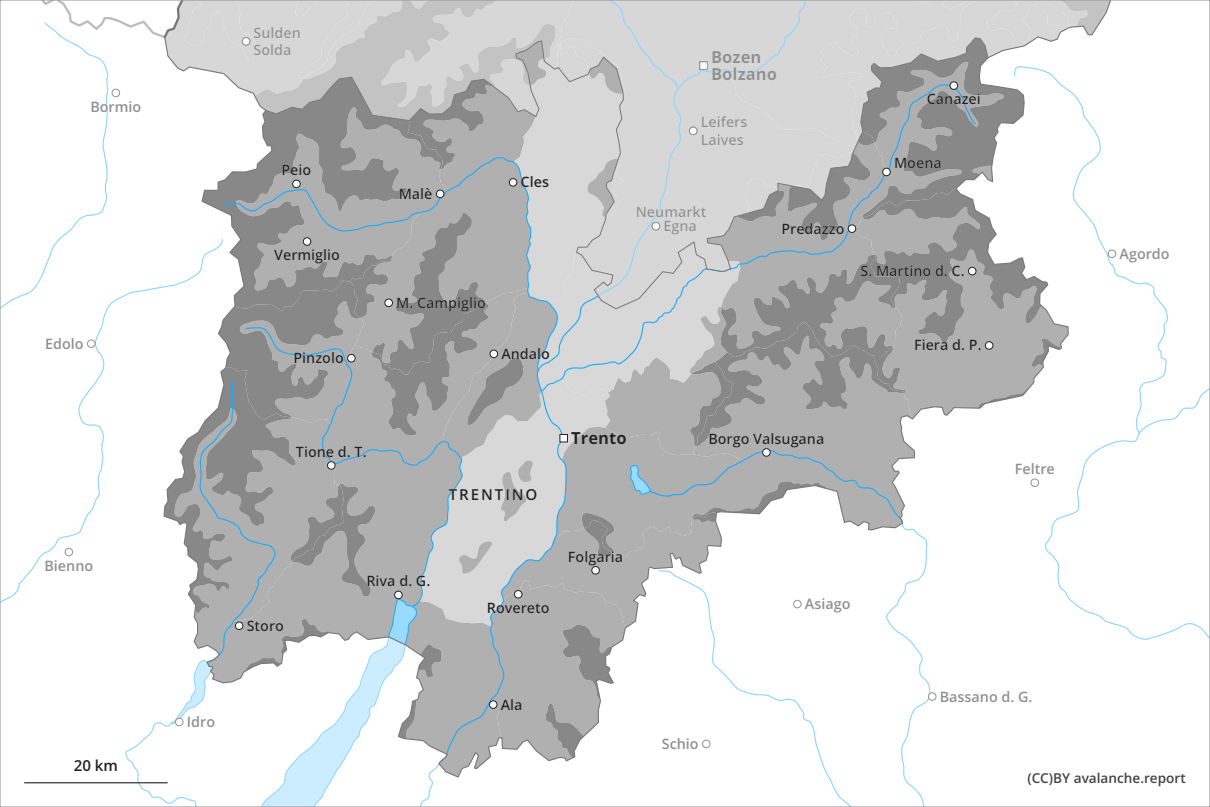 Sulden
Solda
Bozen
Bolzano
Bormio
Canazei
Leifers
Laives
Moena
Peio
Malè
Cles
Neumarkt
Egna
Predazzo
Vermiglio
Agordo
S. Martino d. C.
M. Campiglio
Edolo
Pinzolo
Andalo
Fiera d. P.
Trento
Borgo Valsugana
Tione d. T.
Feltre
TRENTINO
Bienno
Folgaria
Riva d. G.
Rovereto
Asiago
Storo
Bassano d. G.
Ala
Idro
Schio
20 km
(CC)BY avalanche.report